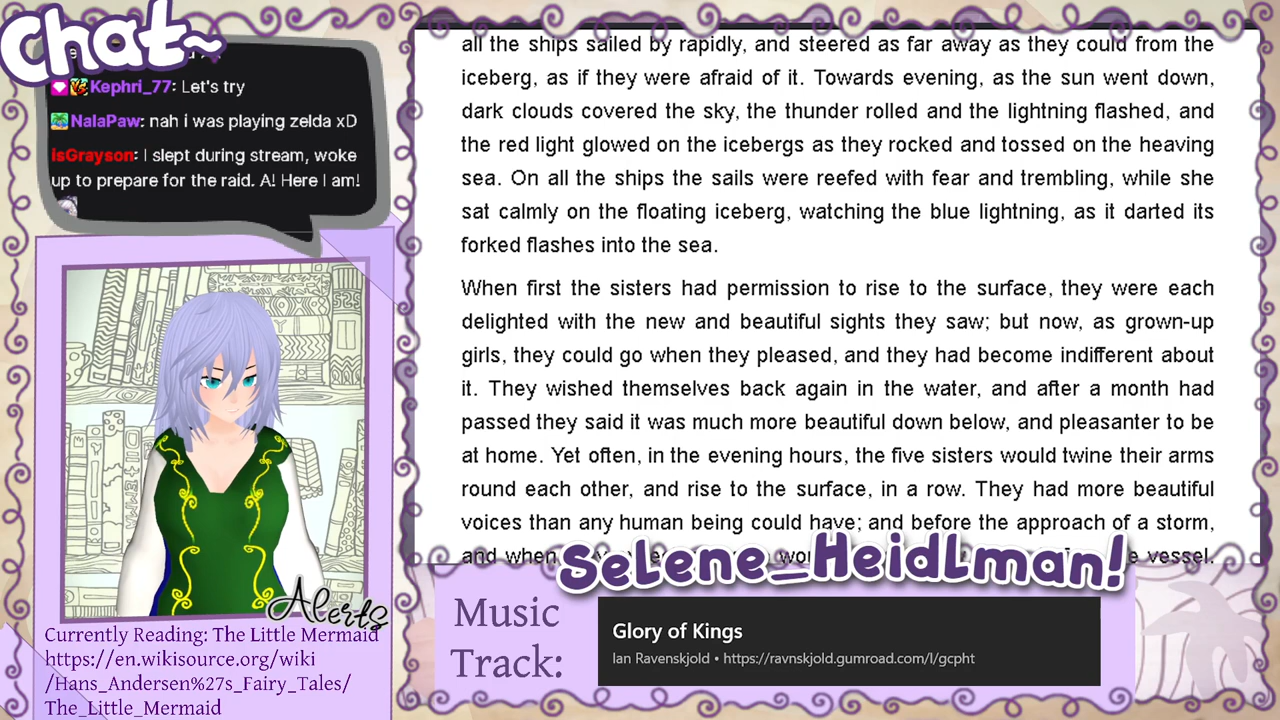 Chat~
Kephri_77: Let's try
NalaPaw: nah i was playing zelda xD
isGrayson: I slept during stream, woke
up to prepare for the raid. A! Here I am!
all the ships sailed by rapidly, and steered as far away as they could from the
iceberg, as if they were afraid of it. Towards evening, as the sun went down,
dark clouds covered the sky, the thunder rolled and the lightning flashed, and
the red light glowed on the icebergs as they rocked and tossed on the heaving
sea. On all the ships the sails were reefed with fear and trembling, while she
sat calmly on the floating iceberg, watching the blue lightning, as it darted its
forked flashes into the sea.
When first the sisters had permission to rise to the surface, they were each
delighted with the new and beautiful sights they saw; but now, as grown-up
girls, they could go when they pleased, and they had become indifferent about
it. They wished themselves back again in the water, and after a month had
passed they said it was much more beautiful down below, and pleasanter to be
at home. Yet often, in the evening hours, the five sisters would twine their arms
round each other, and rise to the surface, in a row. They had more beautiful
voices than any human being could have; and before the approach of a storm,
and when vessel,
Selene_Heidlman!
Alerts
Currently Reading: The Little Mermaid
https://en.wikisource.org/wiki
/Hans_Andersen%27s_Fairy_Tales/
The_Little_Mermaid
Music
Track:
Glory of Kings
Ian Ravenskjold • https://ravnskjold.gumroad.com/l/gcpht